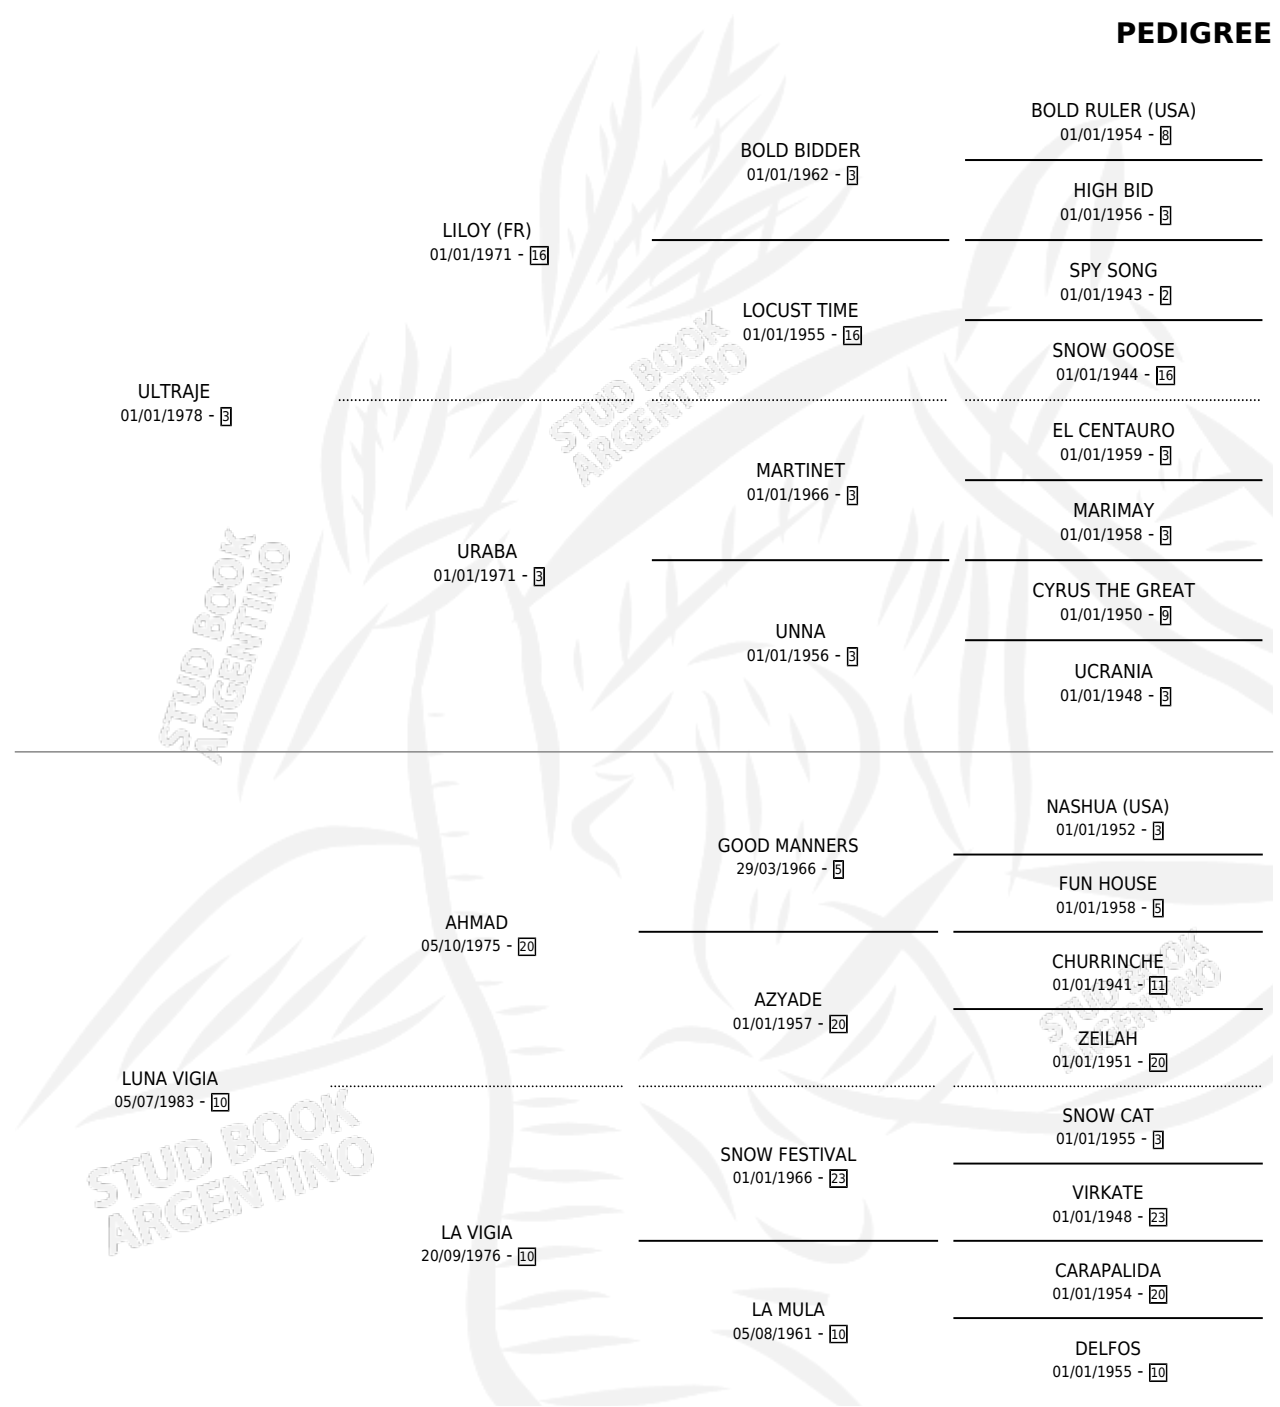 PEDIGREE
BOLD RULER (USA)
01/01/1954 - 8
BOLD BIDDER
01/01/1962 - 3
HIGH BID
01/01/1956 - 3
LILOY (FR)
01/01/1971 - 16
SPY SONG
01/01/1943 - 2
LOCUST TIME
01/01/1955 - 16
SNOW GOOSE
01/01/1944 - 16
ULTRAJE
01/01/1978 - 3
EL CENTAURO
01/01/1959 - 3
MARTINET
01/01/1966 - 3
MARIMAY
01/01/1958 - 3
URABA
01/01/1971 - 3
CYRUS THE GREAT
01/01/1950 - 9
UNNA
01/01/1956 - 3
UCRANIA
01/01/1948 - 3
NASHUA (USA)
01/01/1952 - 3
GOOD MANNERS
29/03/1966 - 5
FUN HOUSE
01/01/1958 - 5
AHMAD
05/10/1975 - 20
CHURRINCHE
01/01/1941 - 11
AZYADE
01/01/1957 - 20
ZEILAH
01/01/1951 - 20
LUNA VIGIA
05/07/1983 - 10
SNOW CAT
01/01/1955 - 3
SNOW FESTIVAL
01/01/1966 - 23
VIRKATE
01/01/1948 - 23
LA VIGIA
20/09/1976 - 10
CARAPALIDA
01/01/1954 - 20
LA MULA
05/08/1961 - 10
DELFOS
01/01/1955 - 10
STUD BOOK
ARGENTINO
STUD BOOK
ARGENTINO
STUD BOOK
ARGENTINO
STUD BOOK
ARGENTINO